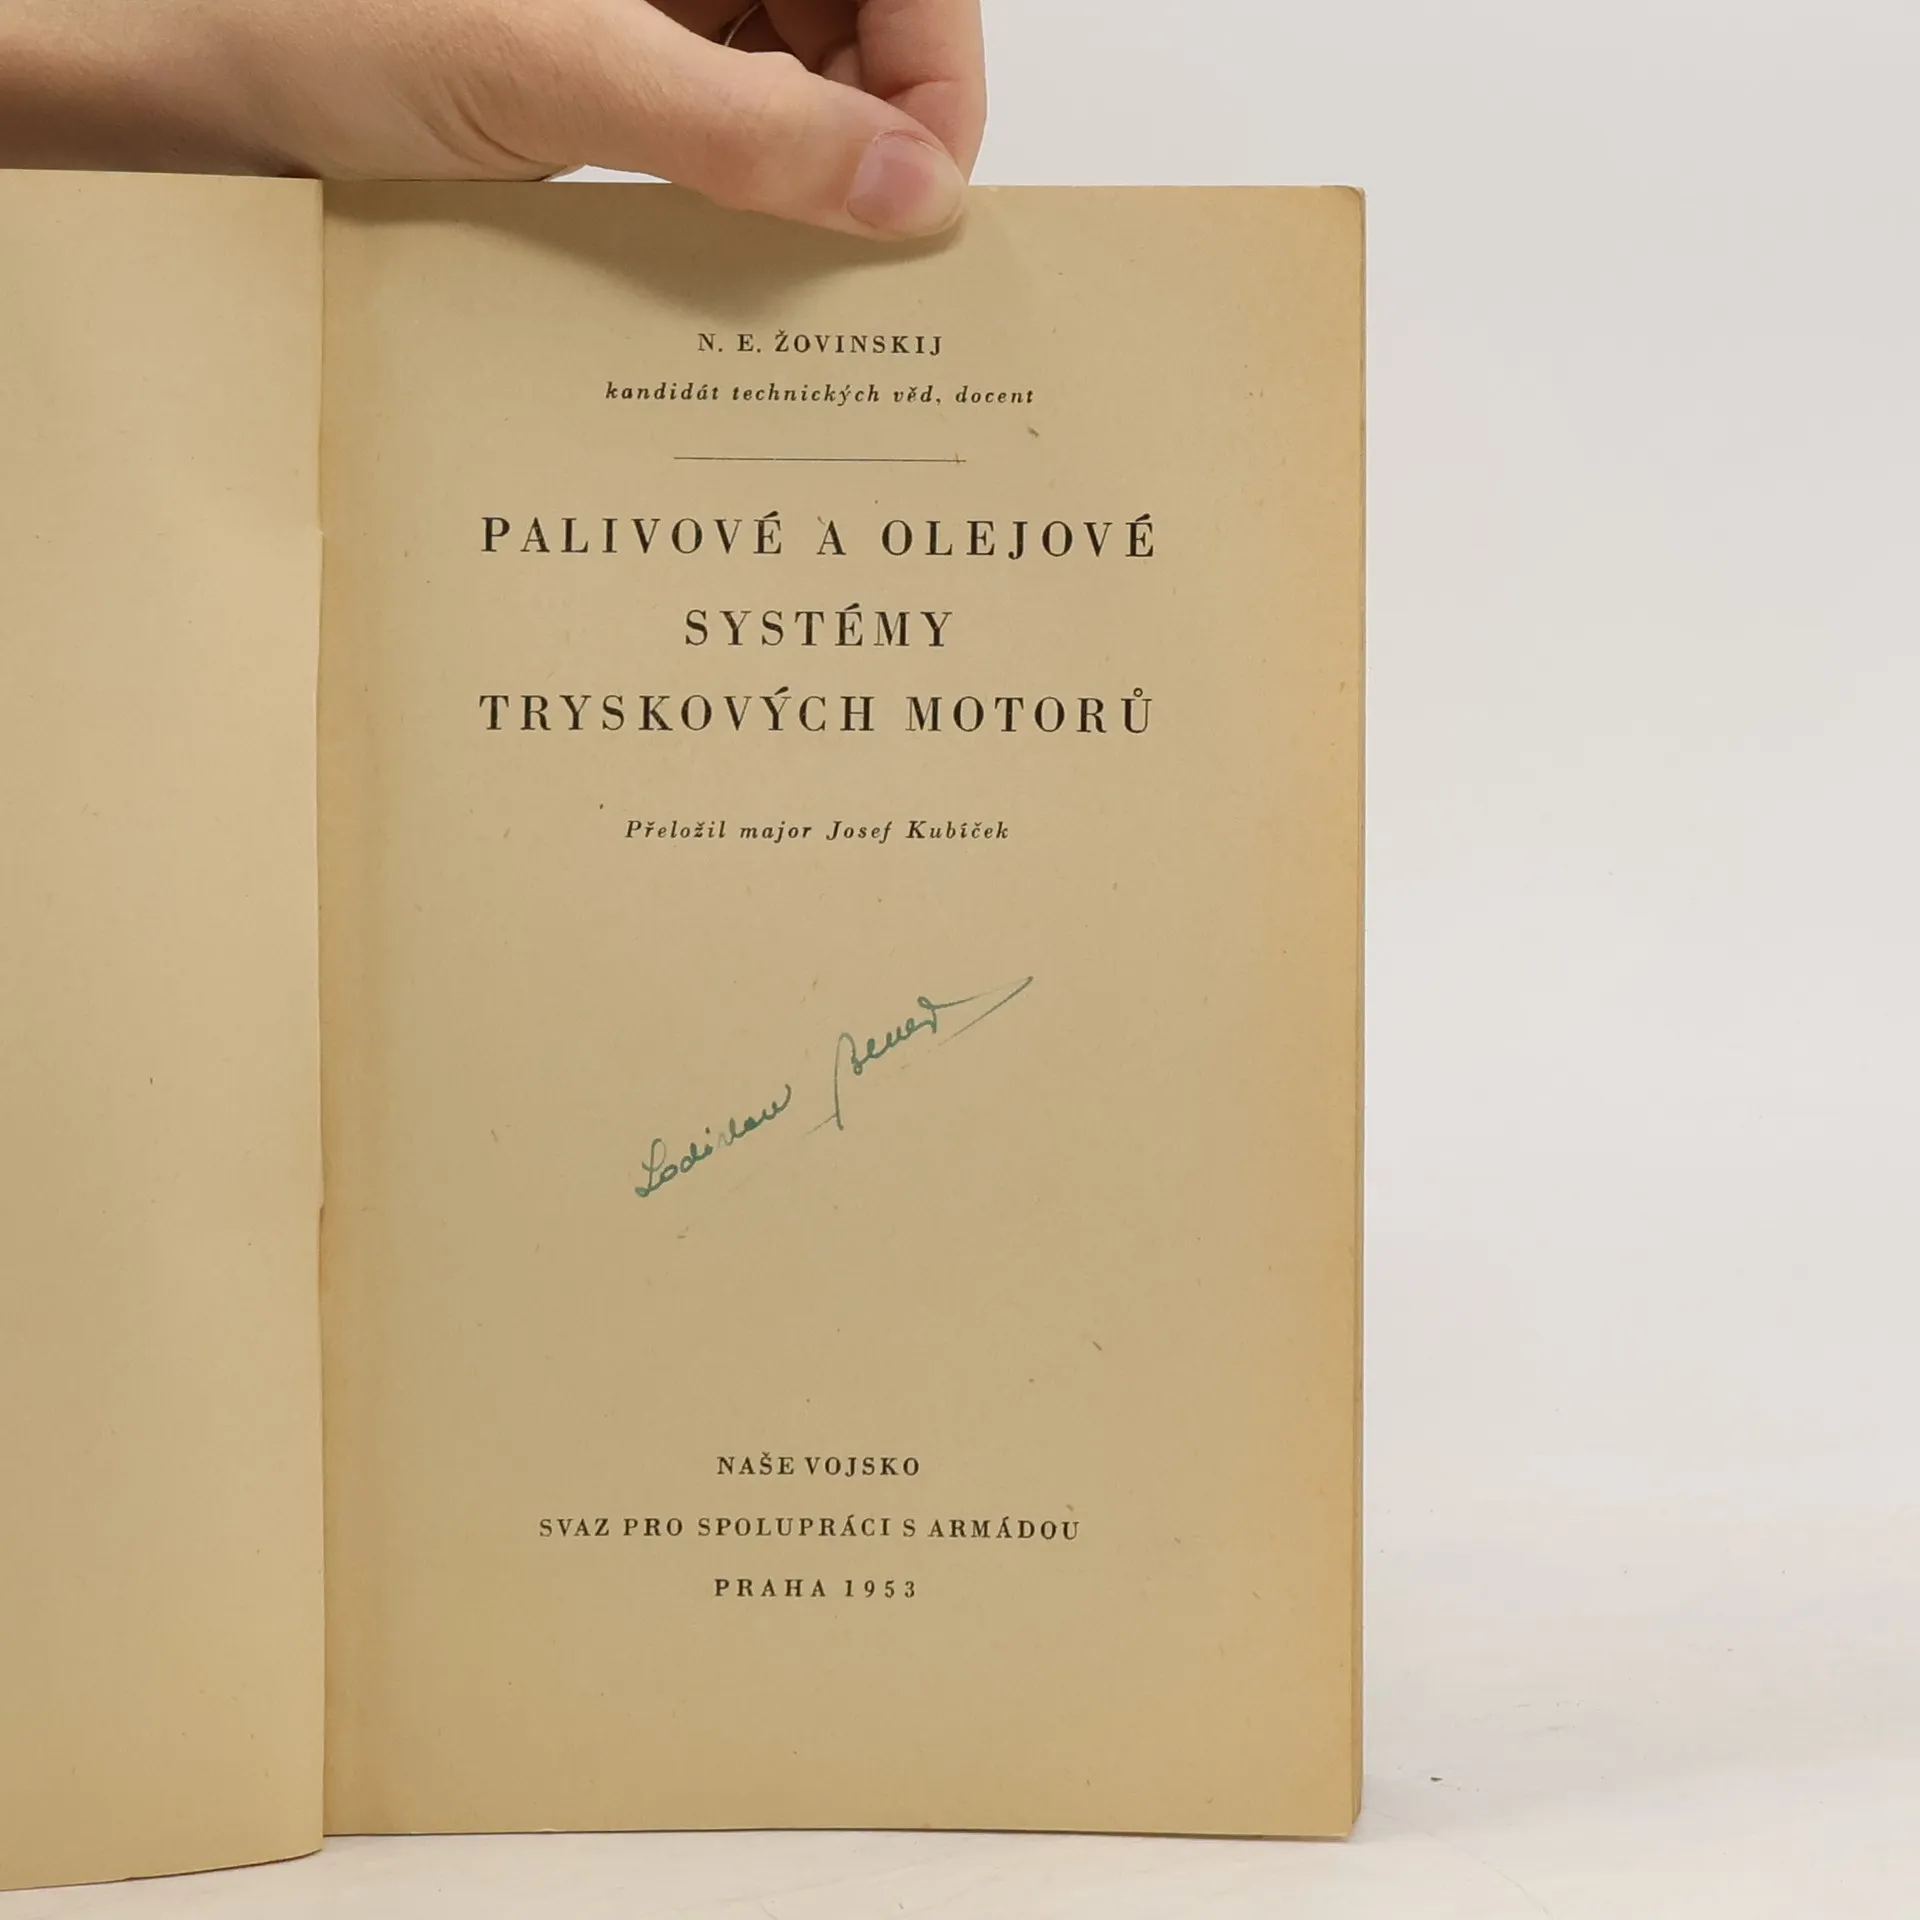 N. E. ŽOVINSKIJ
kandidát technických věd, docent
PALIVOVÉ A OLEJOVÉ
SYSTÉMY
TRYSKOVÝCH MOTORŮ
Přeložil major Josef Kubíček
Ladislav
NAŠE VOJSKO
SVAZ PRO SPOLUPRÁCI S ARMÁDOU
PRAHA 1953